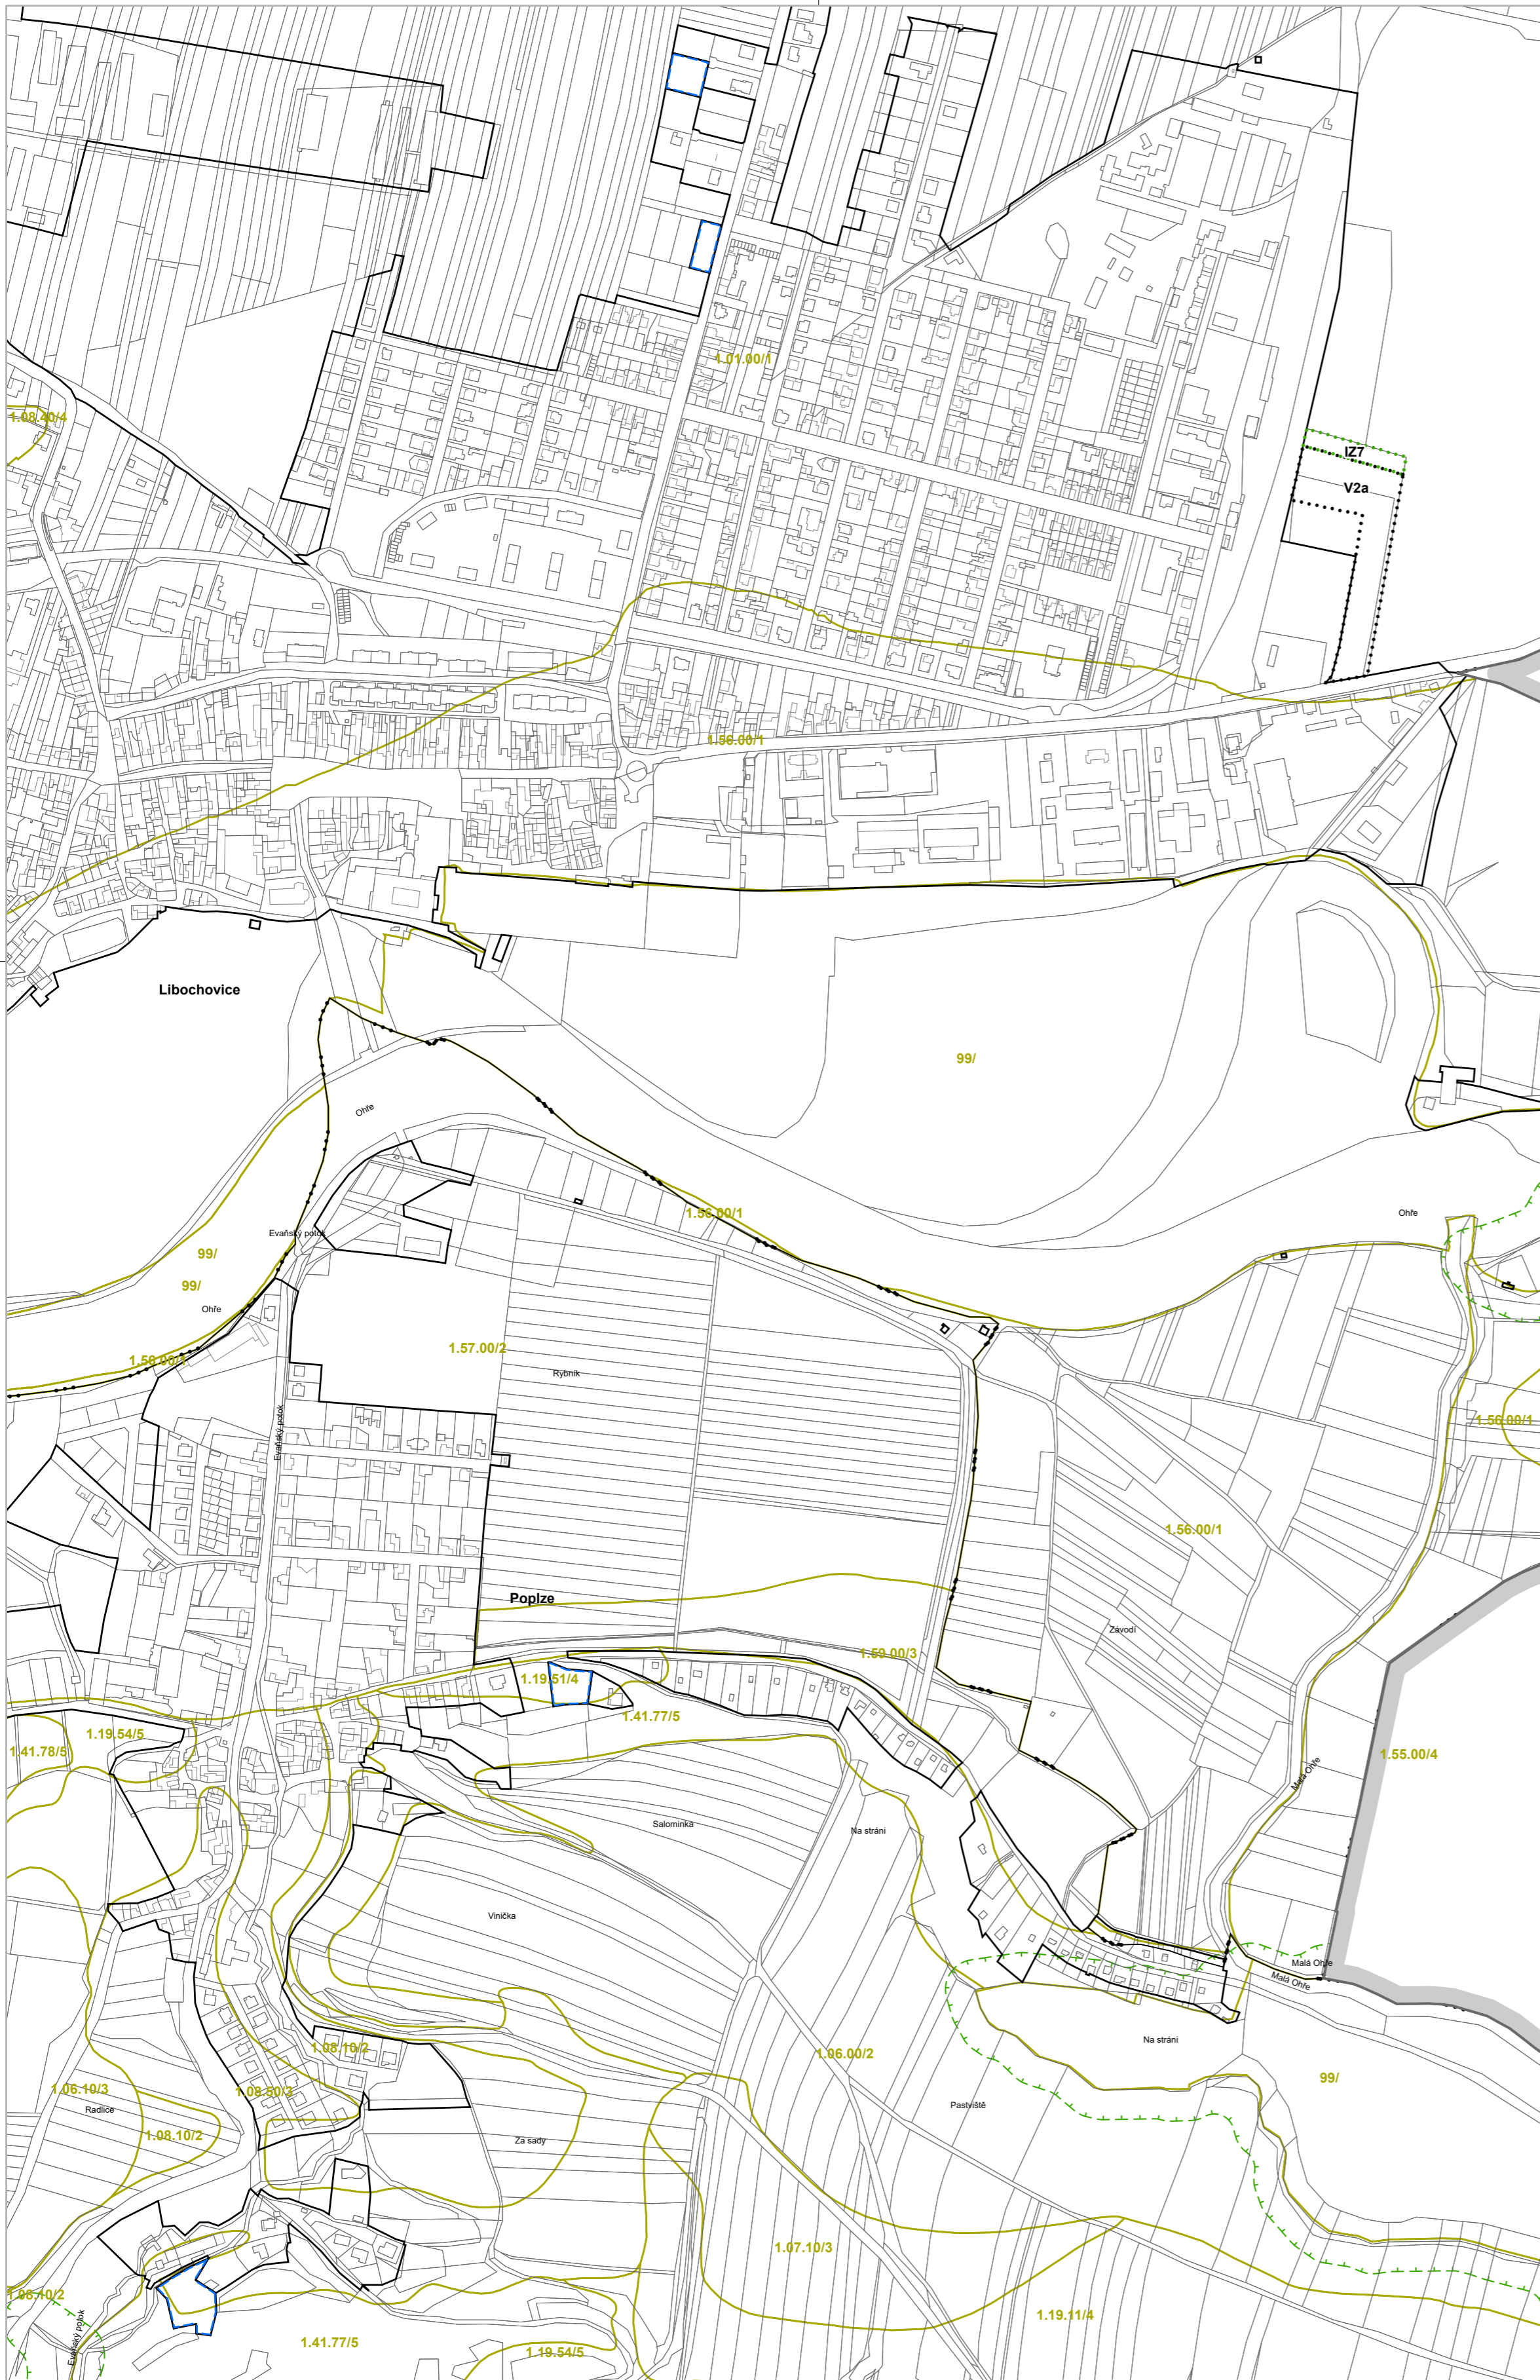 1.01.00/1
1.08.40/4
IZ7
V2a
1.56.00/1
Libochovice
99/
Ohře
1.56.00/1
Ohře
Evaňský potok
99/
99/
Ohře
1.57.00/2
1.56.00/1
Rybník
Evaňský potok
1.56.00/1
1.56.00/1
Poplze
Závodí
1.59.00/3
1.19.51/4
1.41.77/5
1.19.54/5
1.41.78/5
1.55.00/4
Malá Ohře
Salominka
Na stráni
Vinička
Malá Ohře
Malá Ohře
Na stráni
1.08.10/2
1.06.00/2
99/
1.06.10/3
1.08.50/3
Radlice
Pastviště
1.08.10/2
Za sady
1.07.10/3
1.08.10/2
1.19.11/4
Evaňský potok
1.41.77/5
1.19.54/5